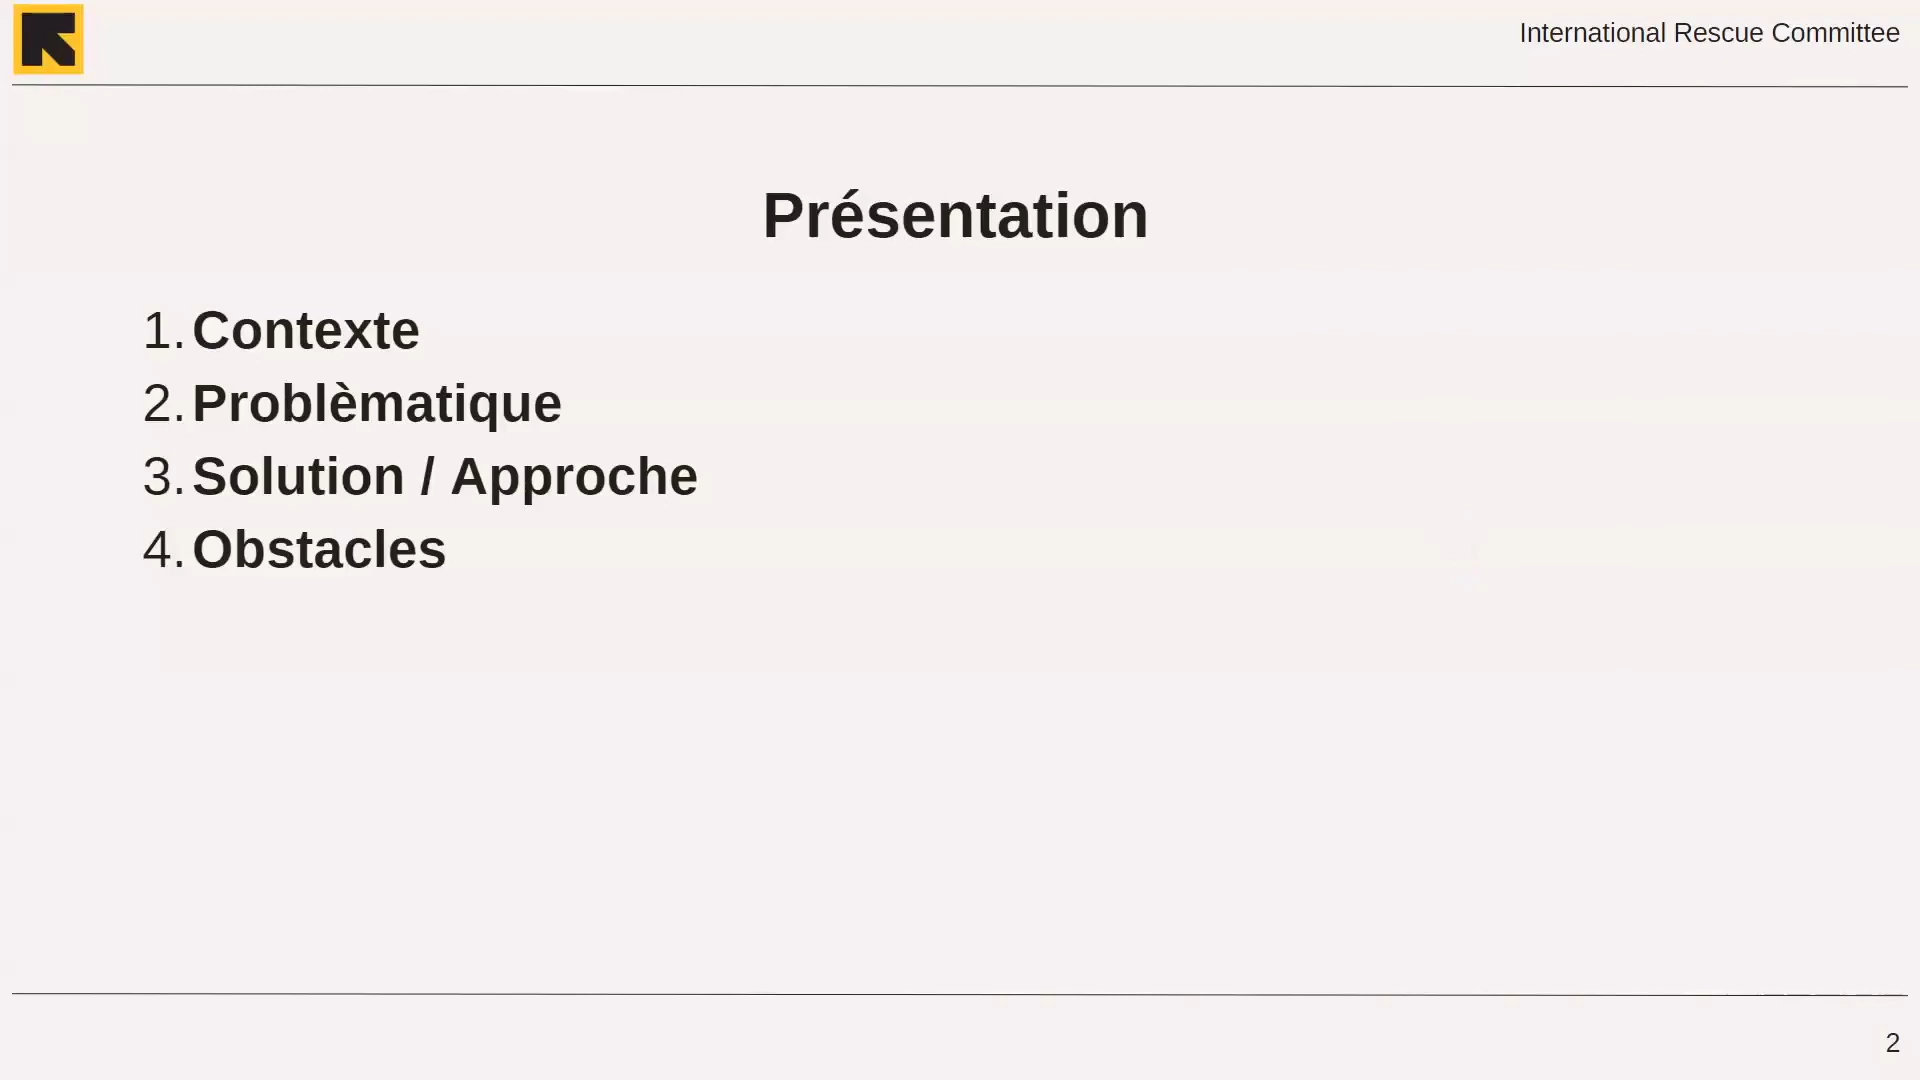 International Rescue Committee
Présentation
1. Contexte
2. Problèmatique
3. Solution / Approche
4. Obstacles
2